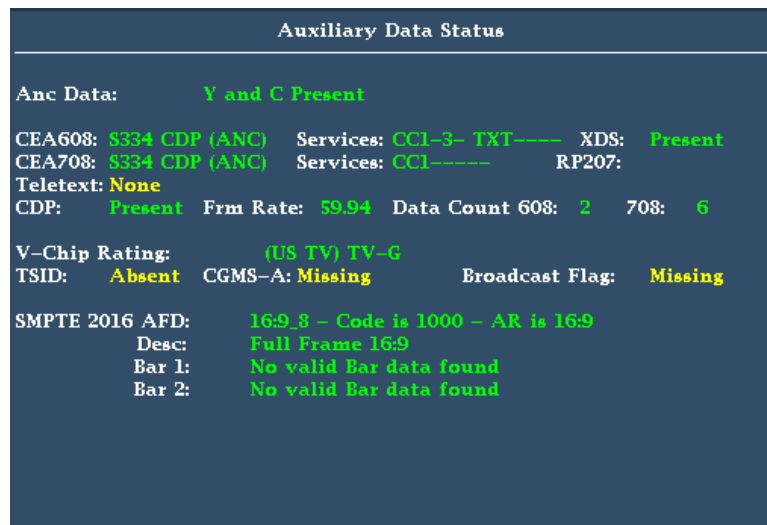 Auxiliary Data Status
Anc Data: Y and C Present
CEA608: S334 CDP (ANC) Services: CC1-3- TXT---- XDS: Present
CEA708: S334 CDP (ANC) Services: CC1----- RP207:
Teletext: None
CDP: Present Frm Rate: 59.94 Data Count 608: 2 708: 6
V-Chip Rating: (US TV) TV-G
TSID: Absent CGMS-A: Missing Broadcast Flag: Missing
SMPTE 2016 AFD: 16:9_8 - Code is 1000 - AR is 16:9
Desc: Full Frame 16:9
Bar 1: No valid Bar data found
Bar 2: No valid Bar data found